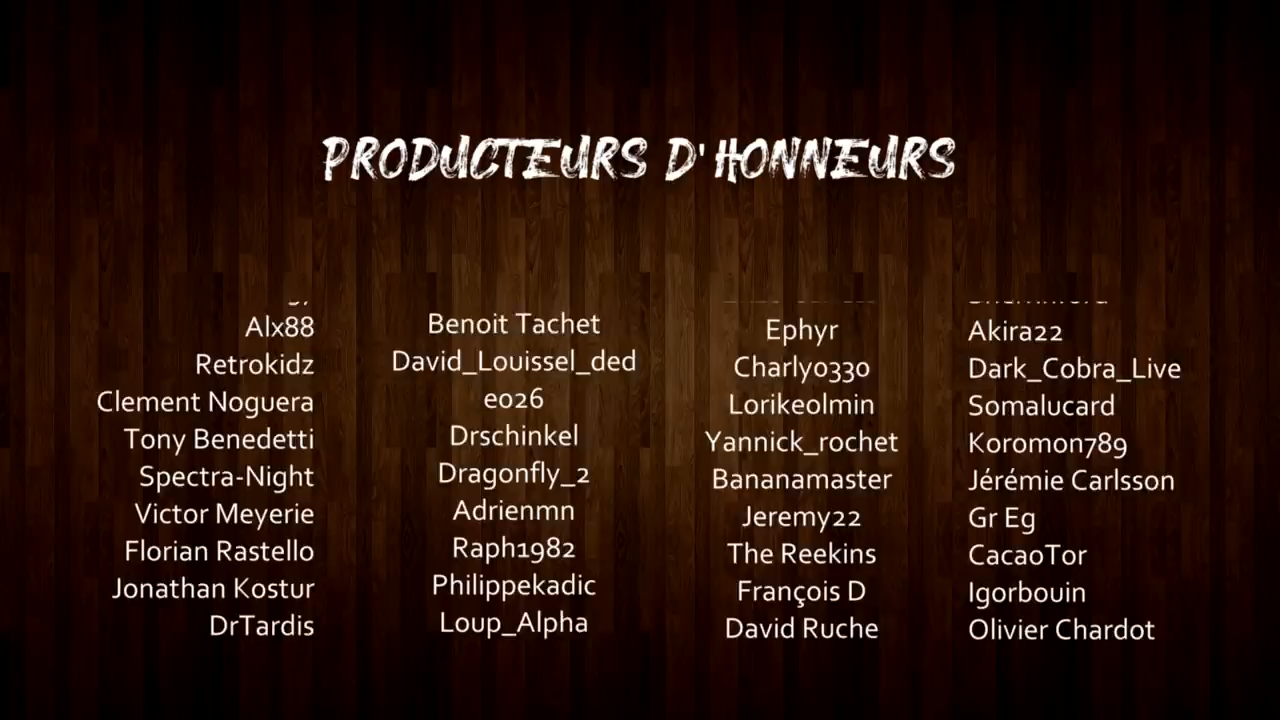 PRODUCTEURS D'HONNEURS
Alx88
Retrokidz
Clement Noguera
Tony Benedetti
Spectra-Night
Victor Meyerie
Florian Rastello
Jonathan Kostur
DrTardis
Benoit Tachet
David_Louissel_ded
eo26
Drschinkel
Dragonfly_2
Adrienmn
Raph1982
Philippekadic
Loup_Alpha
Ephyr
Charly0330
Lorikeolmin
Yannick_rochet
Bananamaster
Jeremy22
The Reekins
François D
David Ruche
Akira22
Dark_Cobra_Live
Somalucard
Koromon789
Jérémie Carlsson
Gr Eg
CacaoTor
Igorbouin
Olivier Chardot